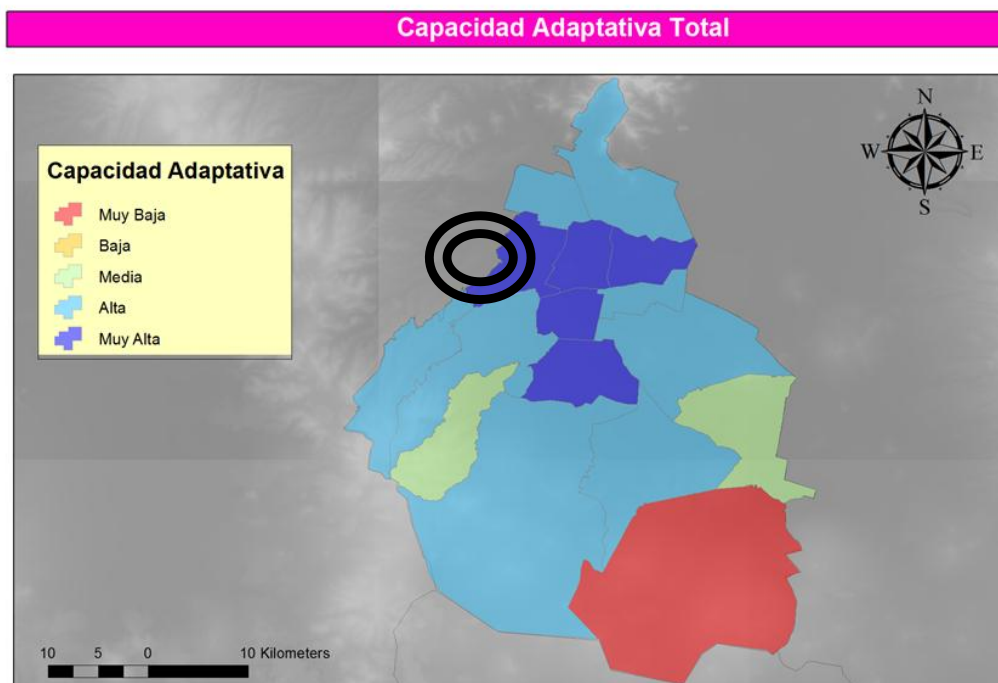 Capacidad Adaptativa Total
N
W E
S
Capacidad Adaptativa
Muy Baja
Baja
Media
Alta
Muy Alta
10 5 0 10 Kilometers